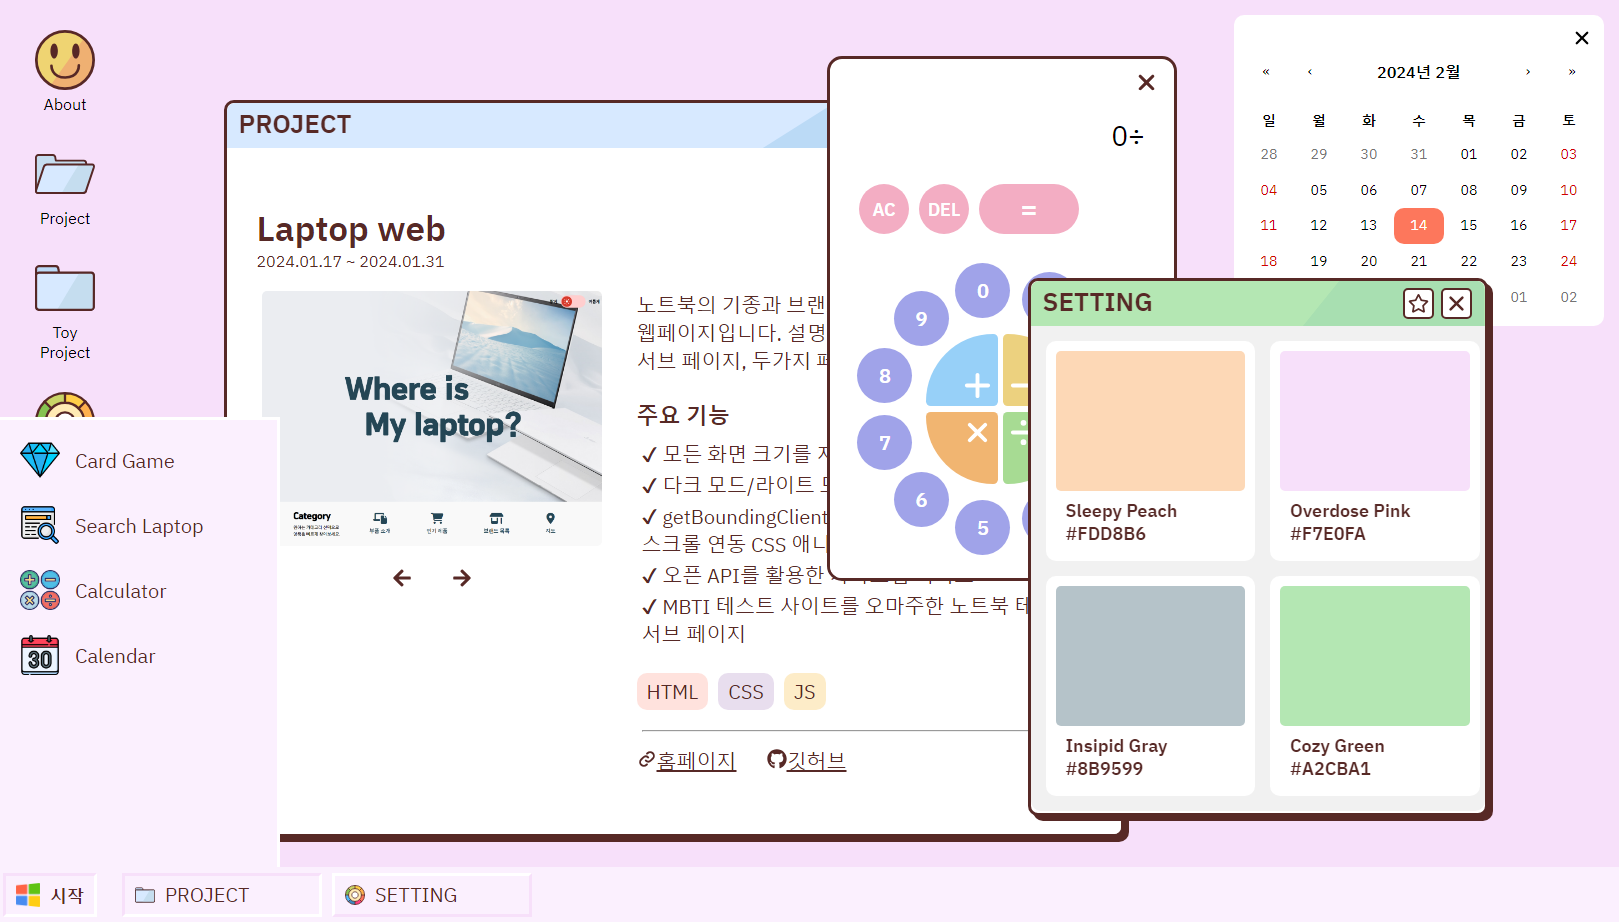 About
Project
Toy
Project
Card Game
Search Laptop
Calculator
Calendar
PROJECT
Laptop web
2024.01.17 ~ 2024.01.31
Where is
My laptop?
Category
노트북의 기종과 브랜
웹페이지입니다. 설명
서브 페이지, 두가지
주요 기능
✓ 모든 화면 크기를
✓ 다크 모드/라이트
✓ getBoundingClient
스크롤 연동 CSS 애니
✓ 오픈 API를 활용한
✓ MBTI 테스트 사이트를 오마주한 노트북 테
서브 페이지
HTML CSS JS
홈페이지 깃허브
0÷
AC DEL =
0
9
8
7
6
5
+ −
× ÷
2024년 2월
« ‹ › »
일 월 화 수 목 금 토
28 29 30 31 01 02 03
04 05 06 07 08 09 10
11 12 13 14 15 16 17
18 19 20 21 22 23 24
01 02
SETTING
Sleepy Peach
#FDD8B6
Overdose Pink
#F7E0FA
Insipid Gray
#8B9599
Cozy Green
#A2CBA1
시작 PROJECT SETTING